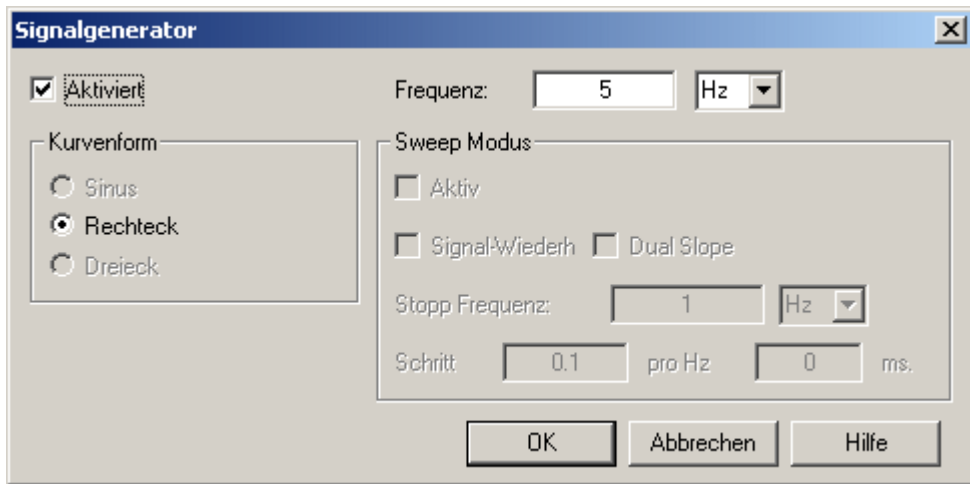 Signalgenerator
Aktiviert
Frequenz: 5 Hz
Kurvenform
Sinus
Rechteck
Dreieck
Sweep Modus
Aktiv
Signal-Wiederh Dual Slope
Stopp Frequenz: 1 Hz
Schritt 0.1 pro Hz 0 ms.
OK Abbrechen Hilfe